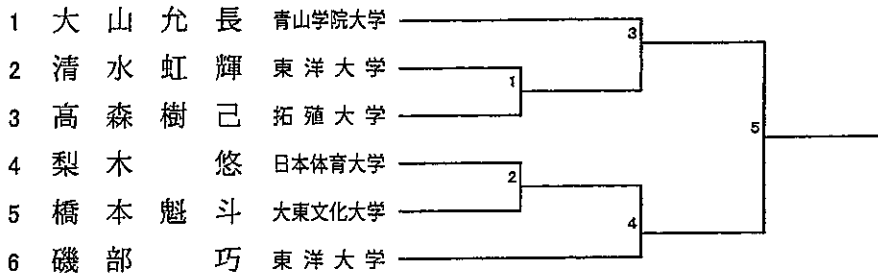 1 大山允長 青山学院大学
2 清水虹輝 東洋大学
3 高森樹己 拓殖大学
4 梨木悠 日本体育大学
5 橋本魁斗 大東文化大学
6 磯部巧 東洋大学
3
1
5
2
4